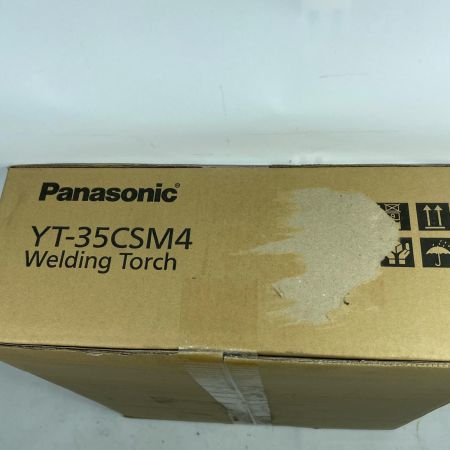 Panasonic
YT-35CSM4
Welding Torch